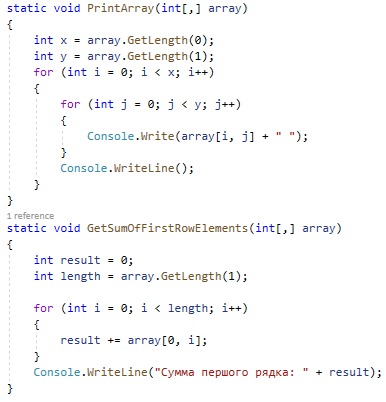 static void PrintArray(int[,] array)
{
    int x = array.GetLength(0);
    int y = array.GetLength(1);
    for (int i = 0; i < x; i++)
    {
        for (int j = 0; j < y; j++)
        {
            Console.Write(array[i, j] + " ");
        }
        Console.WriteLine();
    }
}
1 reference
static void GetSumOfFirstRowElements(int[,] array)
{
    int result = 0;
    int length = array.GetLength(1);

    for (int i = 0; i < length; i++)
    {
        result += array[0, i];
    }
    Console.WriteLine("Сумма першого рядка: " + result);
}